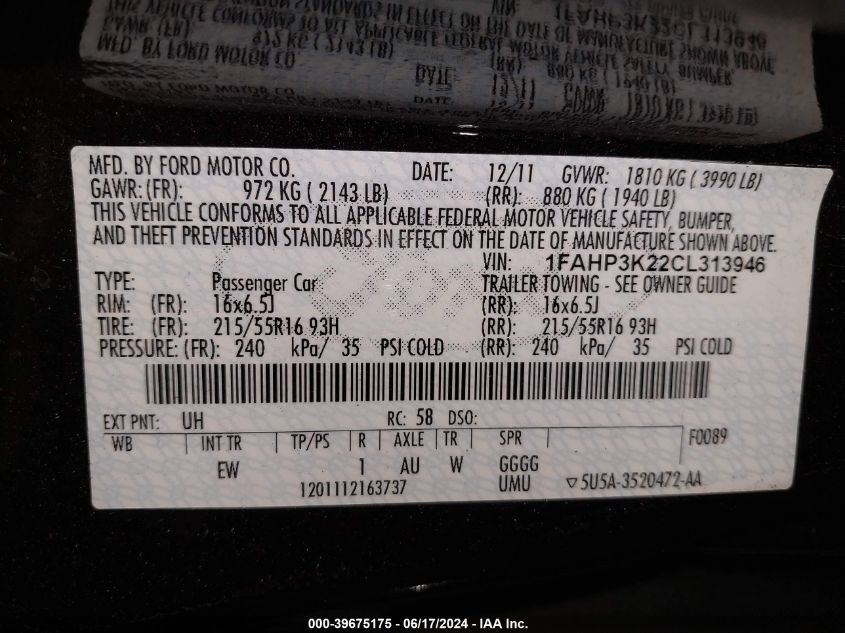 MFD. BY FORD MOTOR CO. DATE: 12/11 GVWR: 1810 KG ( 3990 LB)
GAWR: (FR): 972 KG ( 2143 LB) (RR): 880 KG ( 1940 LB)
THIS VEHICLE CONFORMS TO ALL APPLICABLE FEDERAL MOTOR VEHICLE SAFETY, BUMPER,
AND THEFT PREVENTION STANDARDS IN EFFECT ON THE DATE OF MANUFACTURE SHOWN ABOVE.
VIN: 1FAHP3K22CL313946
TYPE: Passenger Car TRAILER TOWING - SEE OWNER GUIDE
RIM: (FR): 16x6.5J (RR): 16x6.5J
TIRE: (FR): 215/55R16 93H (RR): 215/55R16 93H
PRESSURE: (FR): 240 kPa/ 35 PSI COLD (RR): 240 kPa/ 35 PSI COLD
EXT PNT: UH RC: 58 DSO:
WB INT TR TP/PS R AXLE TR SPR F0089
EW 1 AU W GGGG
1201112163737 UMU ▽5U5A-3520472-AA
000-39675175 - 06/17/2024 - IAA Inc.